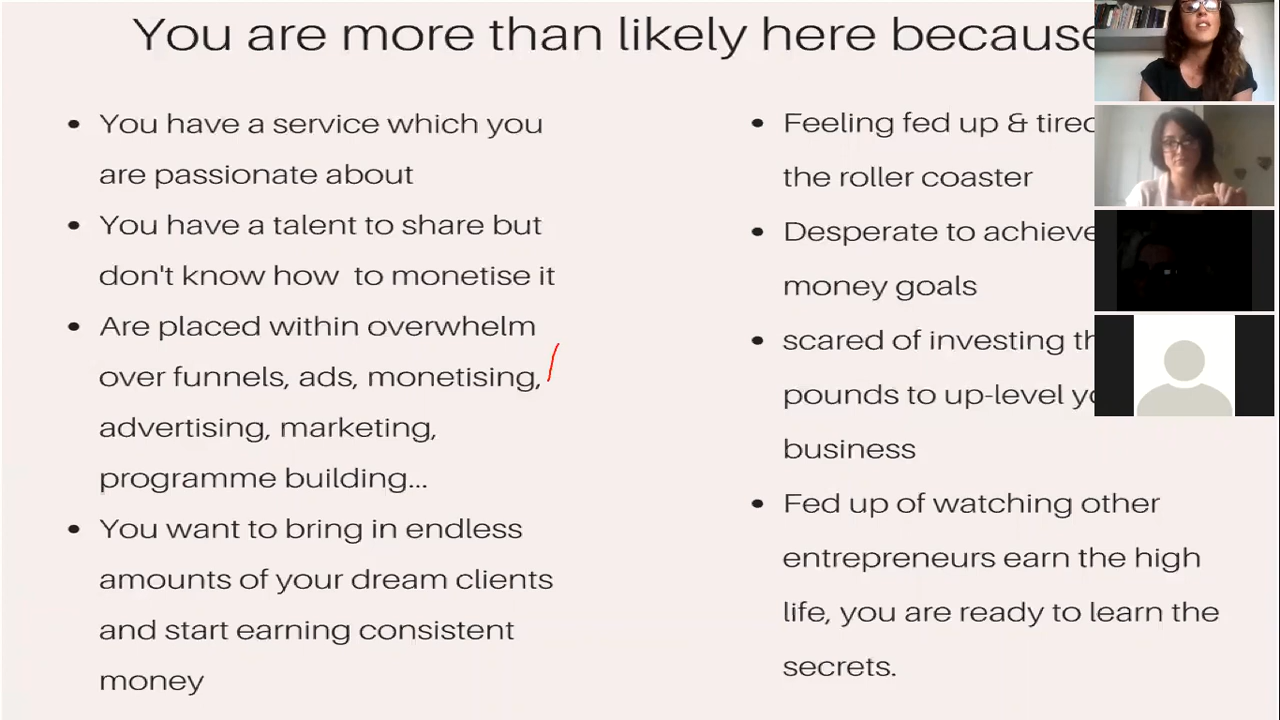 You are more than likely here because
• You have a service which you
are passionate about
• You have a talent to share but
don't know how  to monetise it
• Are placed within overwhelm
over funnels, ads, monetising,
advertising, marketing,
programme building...
• You want to bring in endless
amounts of your dream clients
and start earning consistent
money
• Feeling fed up & tired
the roller coaster
• Desperate to achieve
money goals
• scared of investing
pounds to up-level
business
• Fed up of watching other
entrepreneurs earn the high
life, you are ready to learn the
secrets.